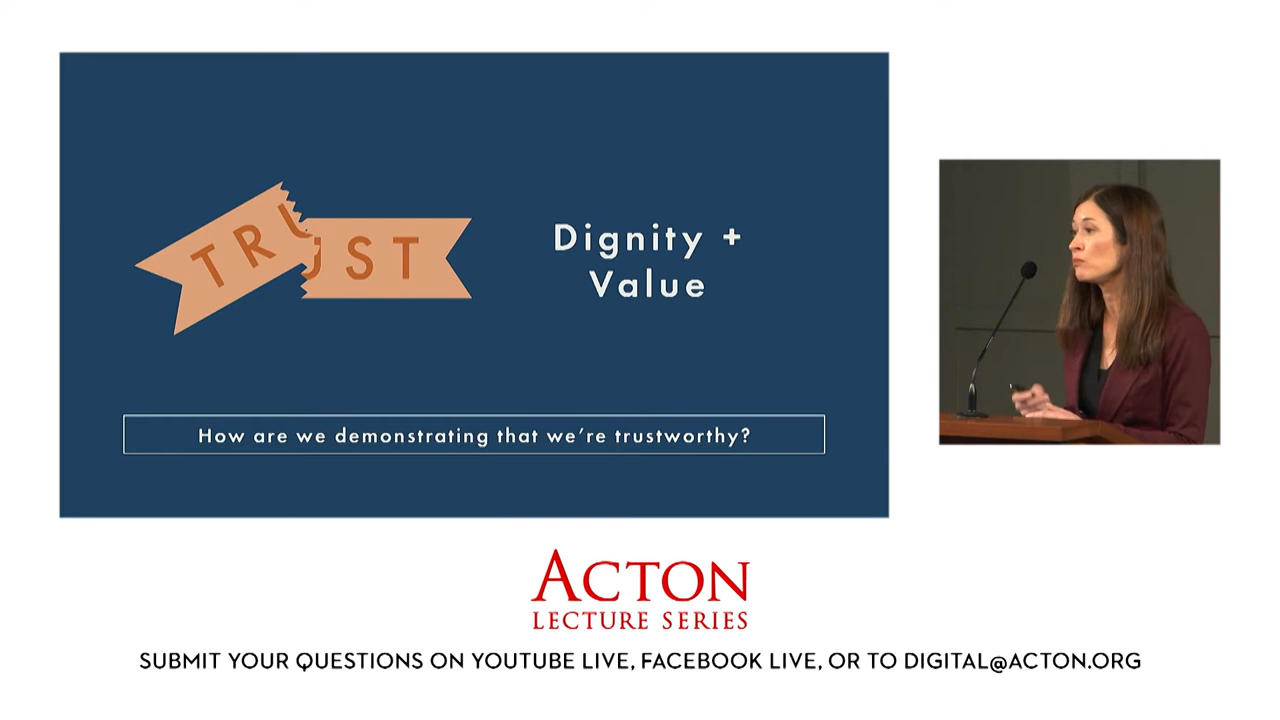 TRUST
Dignity +
Value
How are we demonstrating that we're trustworthy?
ACTON
LECTURE SERIES
SUBMIT YOUR QUESTIONS ON YOUTUBE LIVE, FACEBOOK LIVE, OR TO DIGITAL@ACTON.ORG